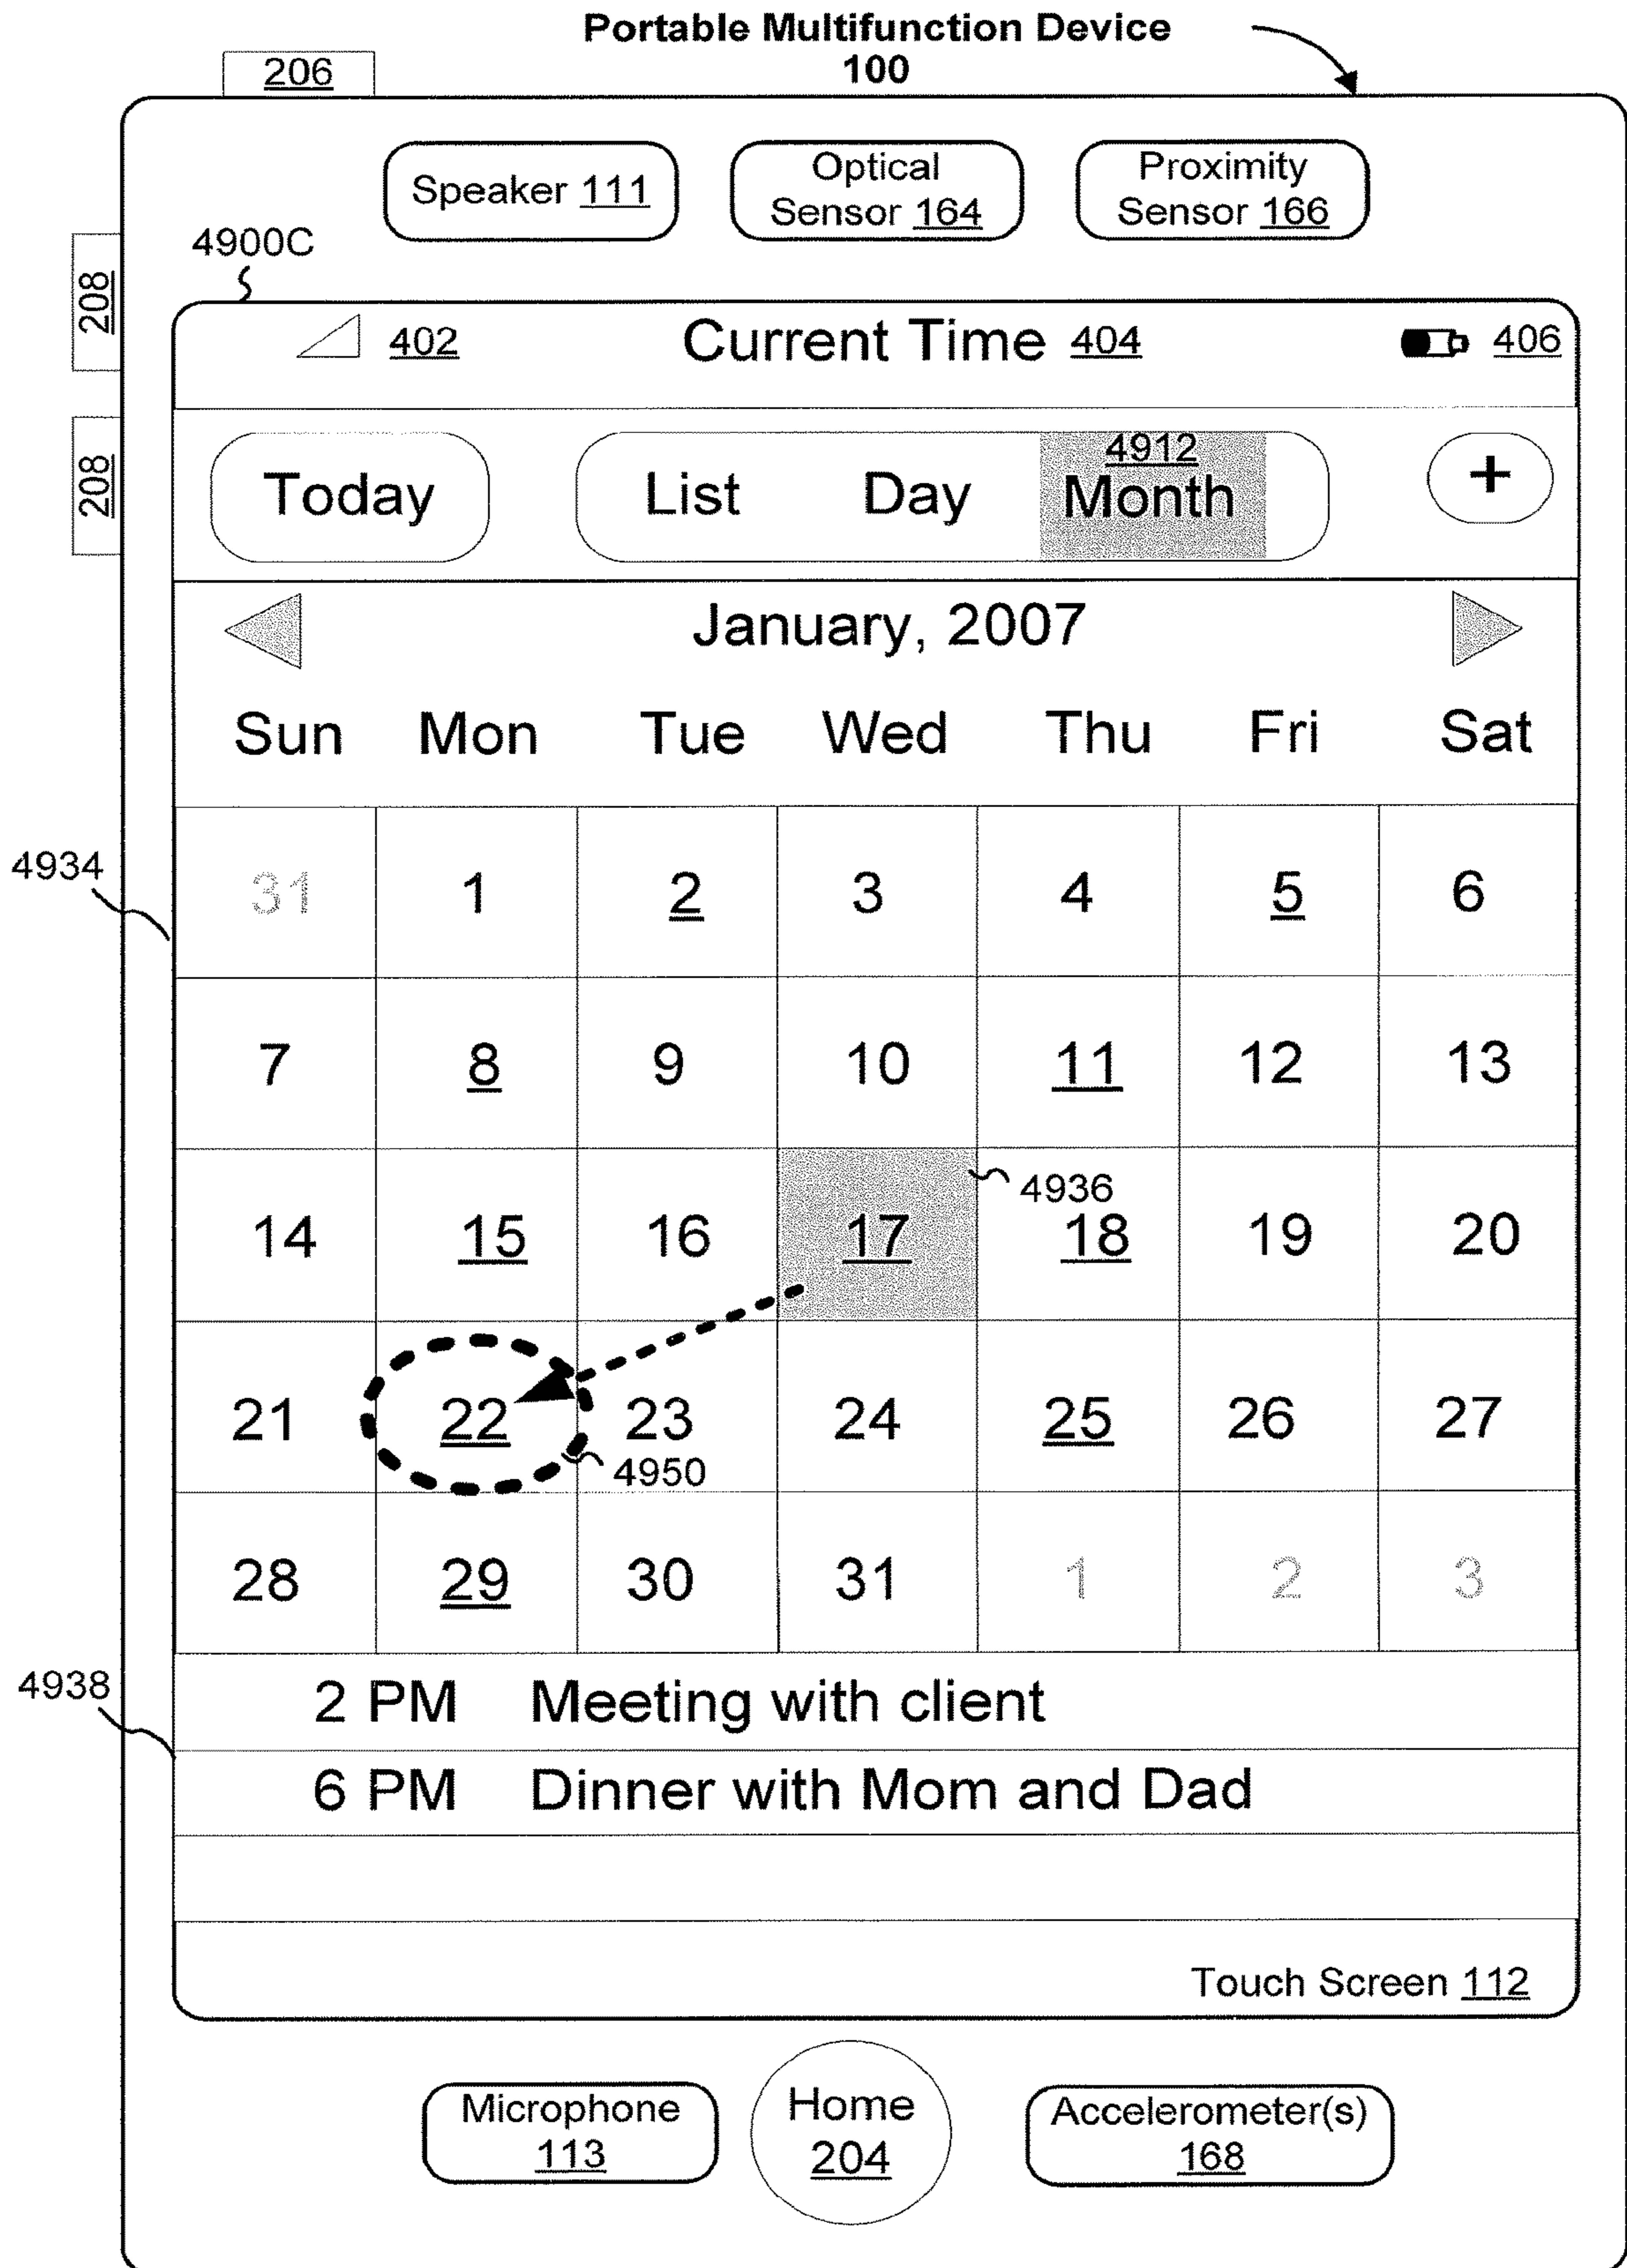 Portable Multifunction Device
100
206
Speaker 111
Optical
Sensor 164
Proximity
Sensor 166
4900C
208
208
402
Current Time 404
406
Today
List
Day
4912
Month
+
January, 2007
Sun Mon Tue Wed Thu Fri Sat
4934
31 1 2 3 4 5 6
7 8 9 10 11 12 13
4936
14 15 16 17 18 19 20
21 22 23 24 25 26 27
4950
28 29 30 31 1 2 3
4938
2 PM Meeting with client
6 PM Dinner with Mom and Dad
Touch Screen 112
Microphone
113
Home
204
Accelerometer(s)
168